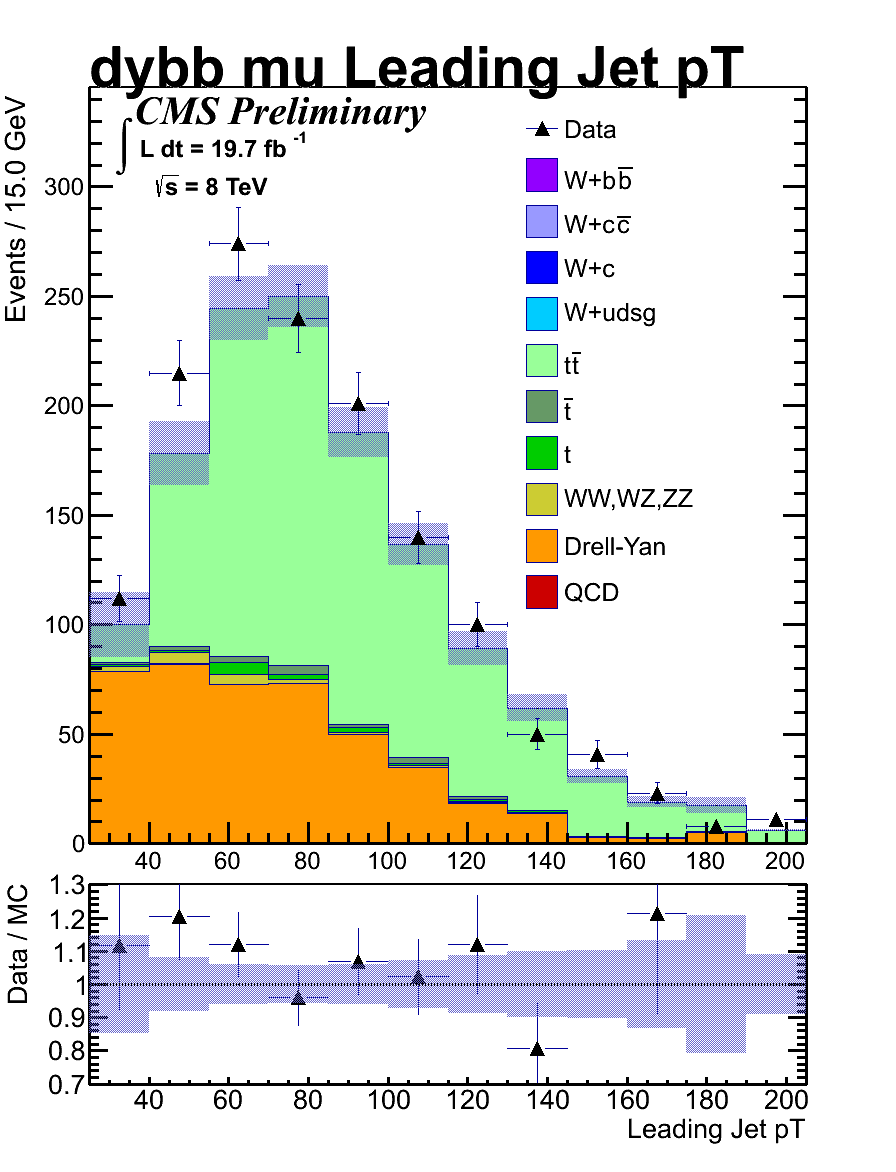 dybb mu Leading Jet pT
CMS Preliminary
∫ L dt = 19.7 fb -1
√s = 8 TeV
Events / 15.0 GeV
300
250
200
150
100
50
0
40 60 80 100 120 140 160 180 200
Data
W+bb̅
W+cc̅
W+c
W+udsg
tt̅
t̅
t
WW,WZ,ZZ
Drell-Yan
QCD
Data / MC
1.3
1.2
1.1
1
0.9
0.8
0.7
40 60 80 100 120 140 160 180 200
Leading Jet pT